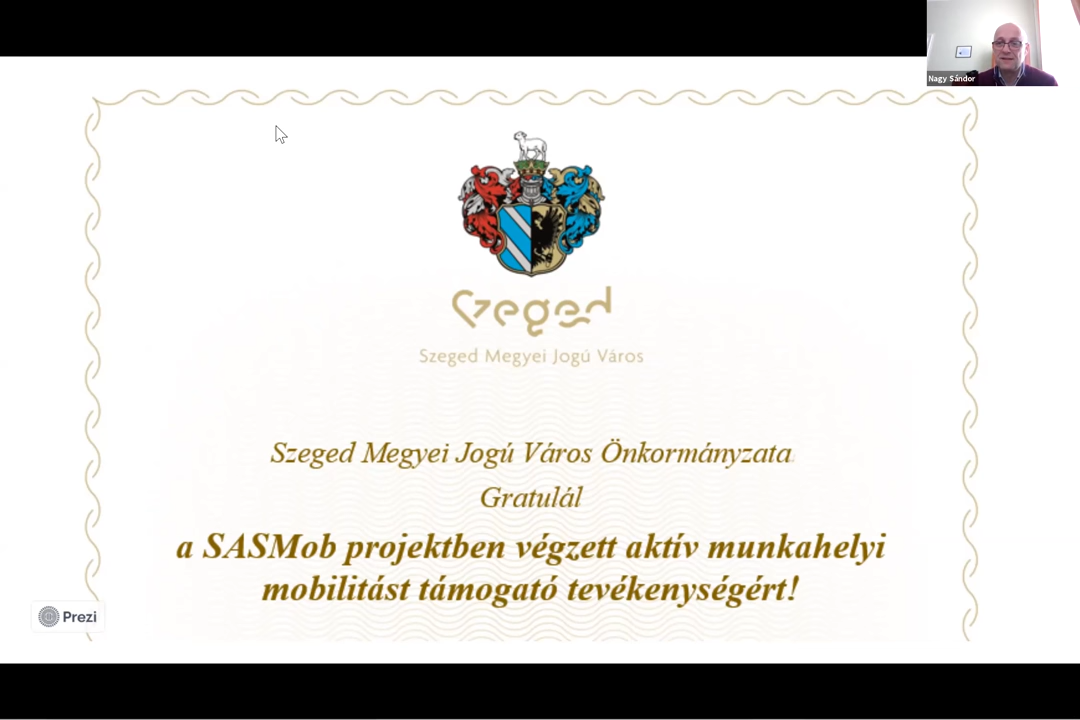 Nagy Sándor
Szeged
Szeged Megyei Jogú Város
Szeged Megyei Jogú Város Önkormányzata
Gratulál
a SASMob projektben végzett aktív munkahelyi
mobilitást támogató tevékenységért!
Prezi